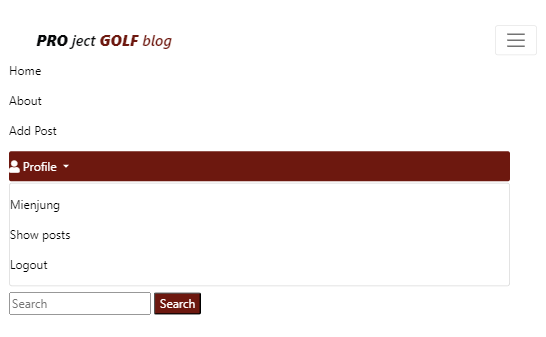 PRO ject GOLF blog
Home
About
Add Post
Profile
Mienjung
Show posts
Logout
Search Search